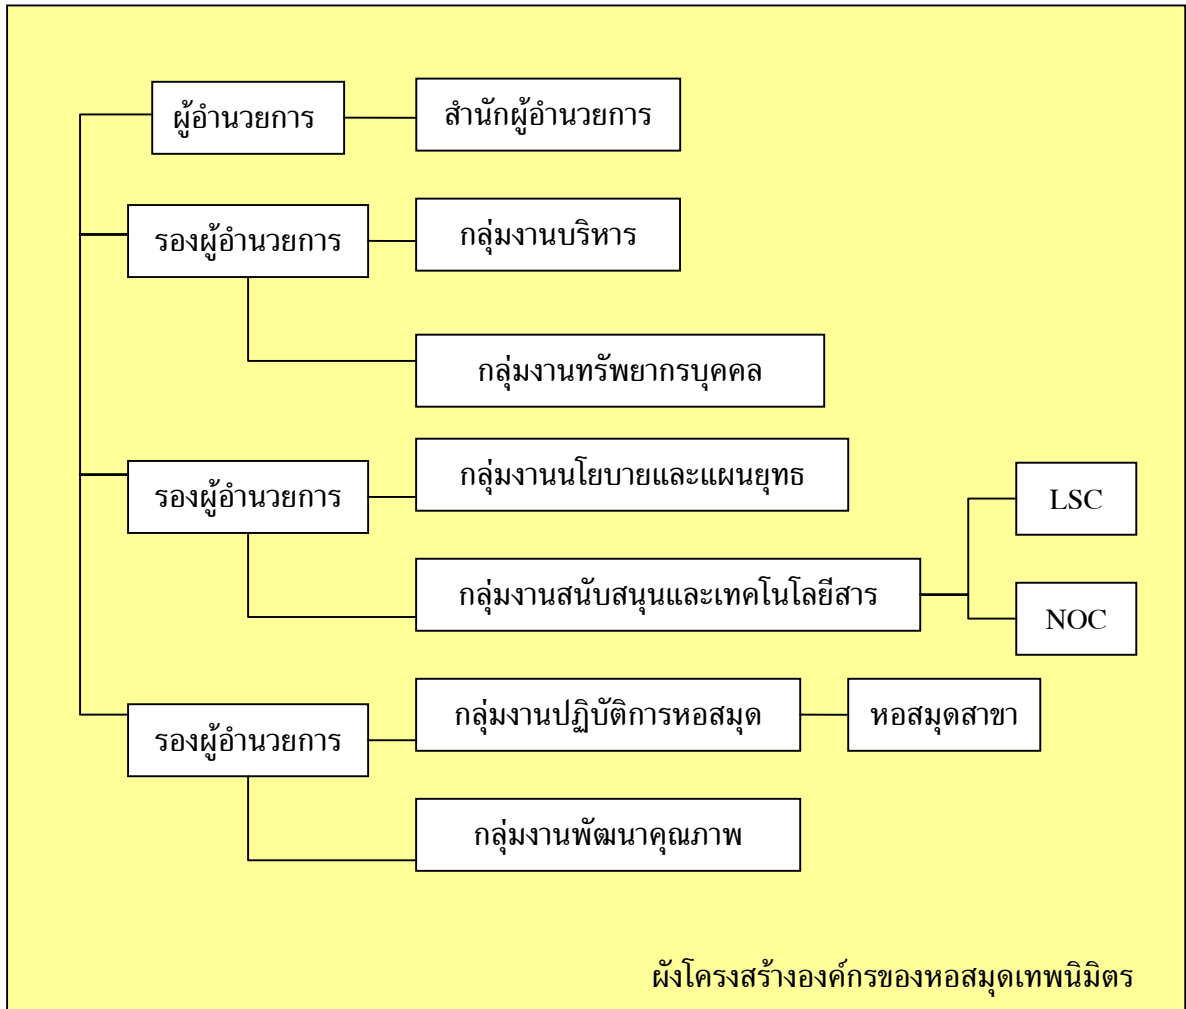 ผู้อำนวยการ
สำนักผู้อำนวยการ
รองผู้อำนวยการ
กลุ่มงานบริหาร
กลุ่มงานทรัพยากรบุคคล
รองผู้อำนวยการ
กลุ่มงานนโยบายและแผนยุทธ
กลุ่มงานสนับสนุนและเทคโนโลยีสาร
LSC
NOC
รองผู้อำนวยการ
กลุ่มงานปฏิบัติการหอสมุด
หอสมุดสาขา
กลุ่มงานพัฒนาคุณภาพ
ผังโครงสร้างองค์กรของหอสมุดเทพนิมิตร